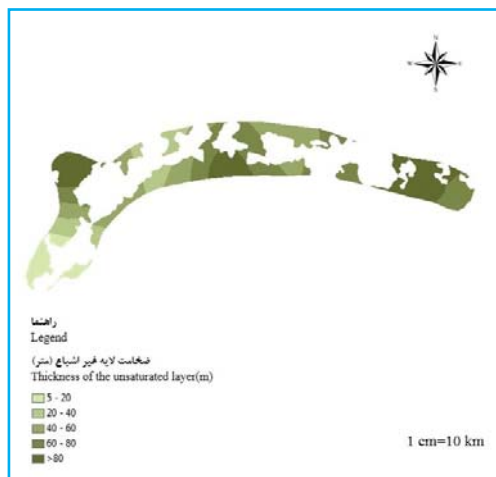 N
W
E
S
راهنما
Legend
ضخامت لایه غیر اشباع (متر)
Thickness of the unsaturated layer(m)
5 - 20
20 - 40
40 - 60
60 - 80
>80
1 cm=10 km